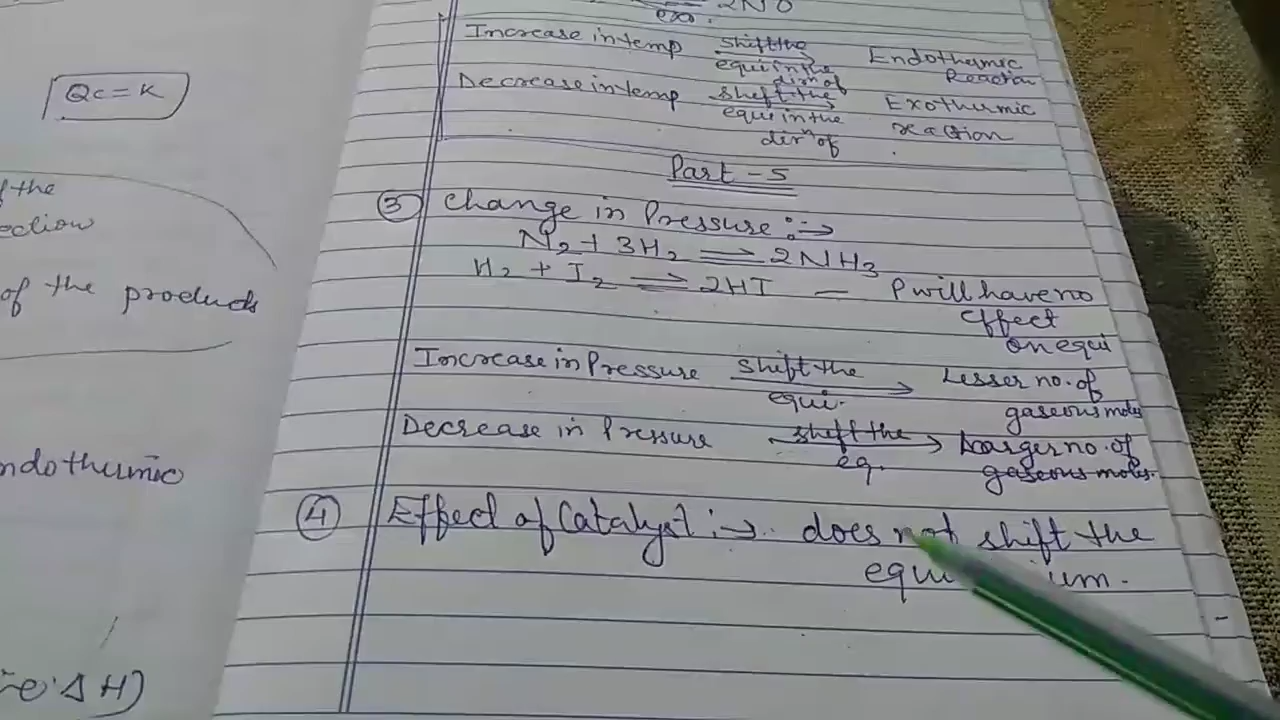 Qc = K
f the
ection
of the products
ndothermic
-e. ΔH)
2NO
exo.
Increase in temp shift the equi in the dirn of Endothermic Reaction
Decrease in temp shift the equi in the dirn of Exothermic reaction
Part - 5
③ Change in Pressure :→
N2 + 3H2 ⇌ 2NH3
H2 + I2 ⇌ 2HI — P will have no
effect
on equi
Increase in Pressure shift the equi. → Lesser no. of
gaseous moles
Decrease in Pressure shift the eq. → Larger no. of
gaseous moles.
④ Effect of Catalyst :→ does not shift the